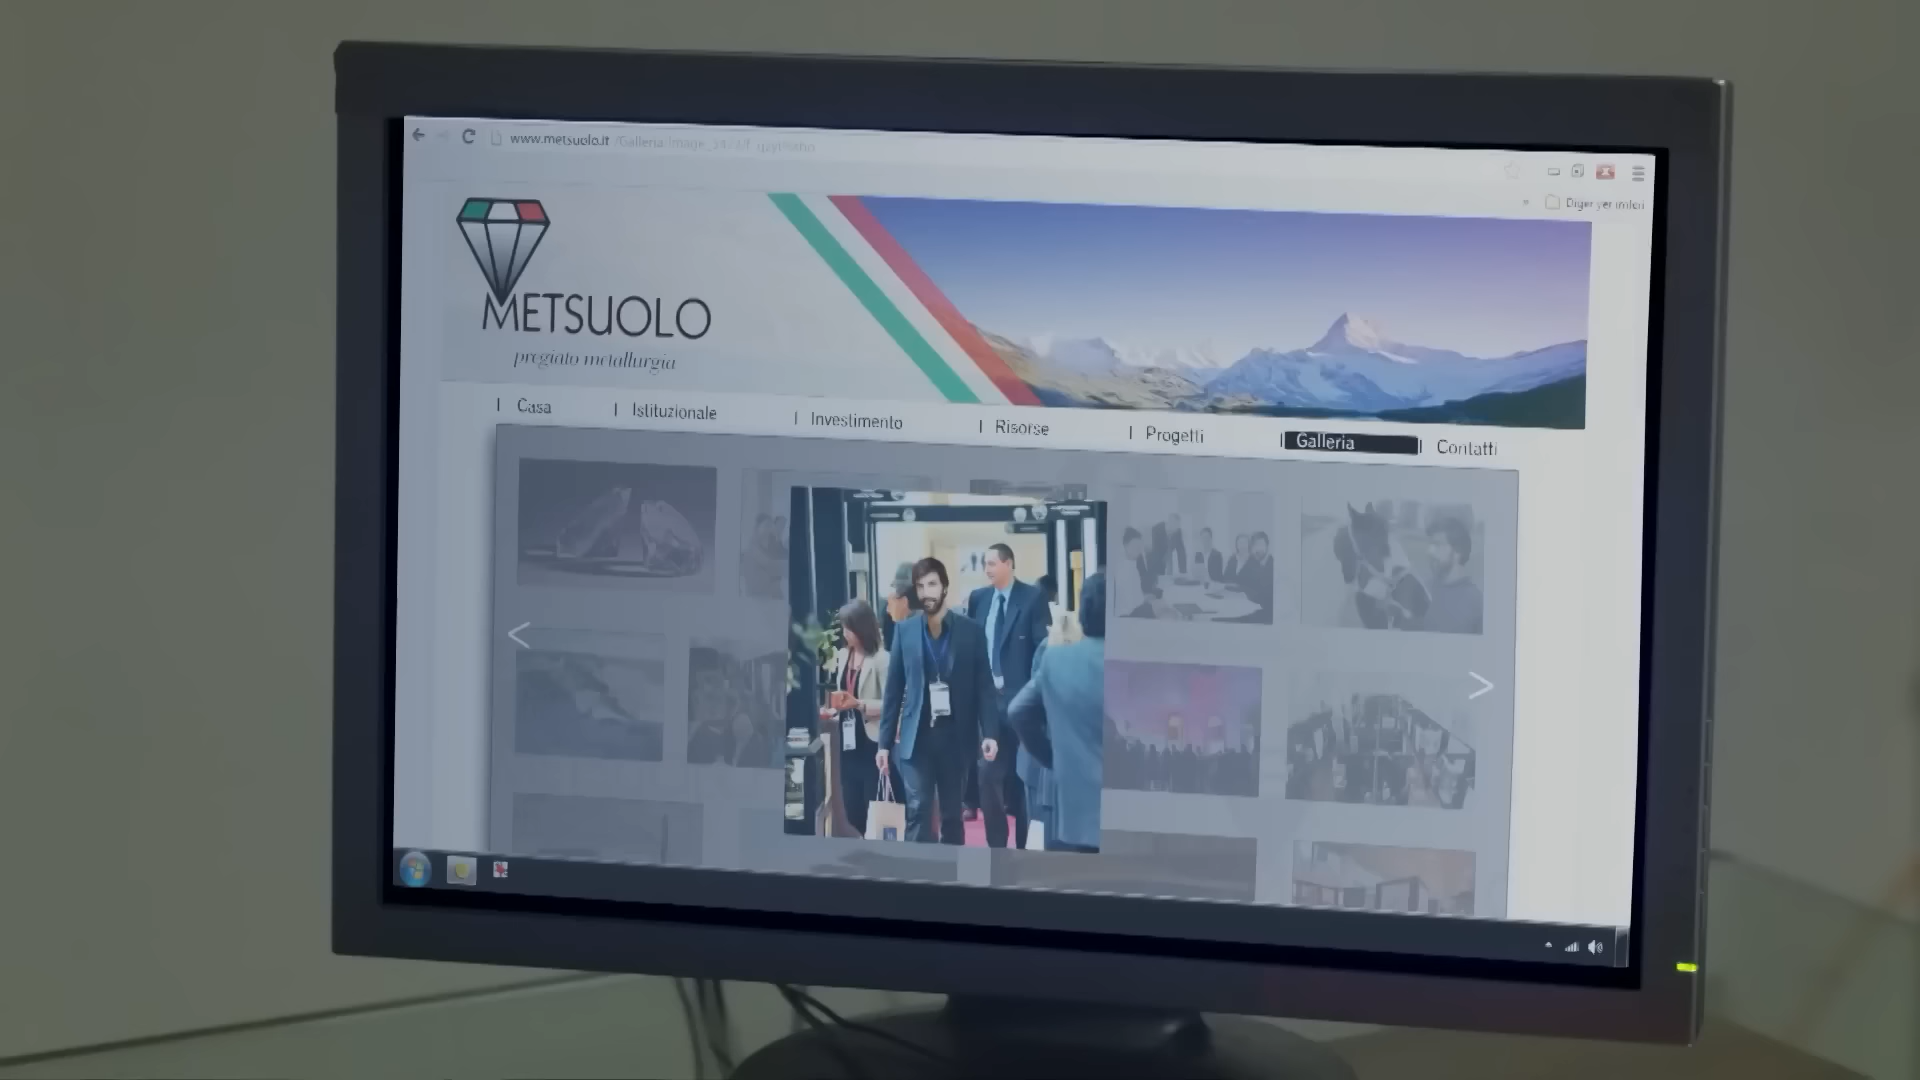 www.metsuolo.it
Diğer yer imleri
METSUOLO
pregiato metallurgia
Casa
Istituzionale
Investimento
Risorse
Progetti
Galleria
Contatti